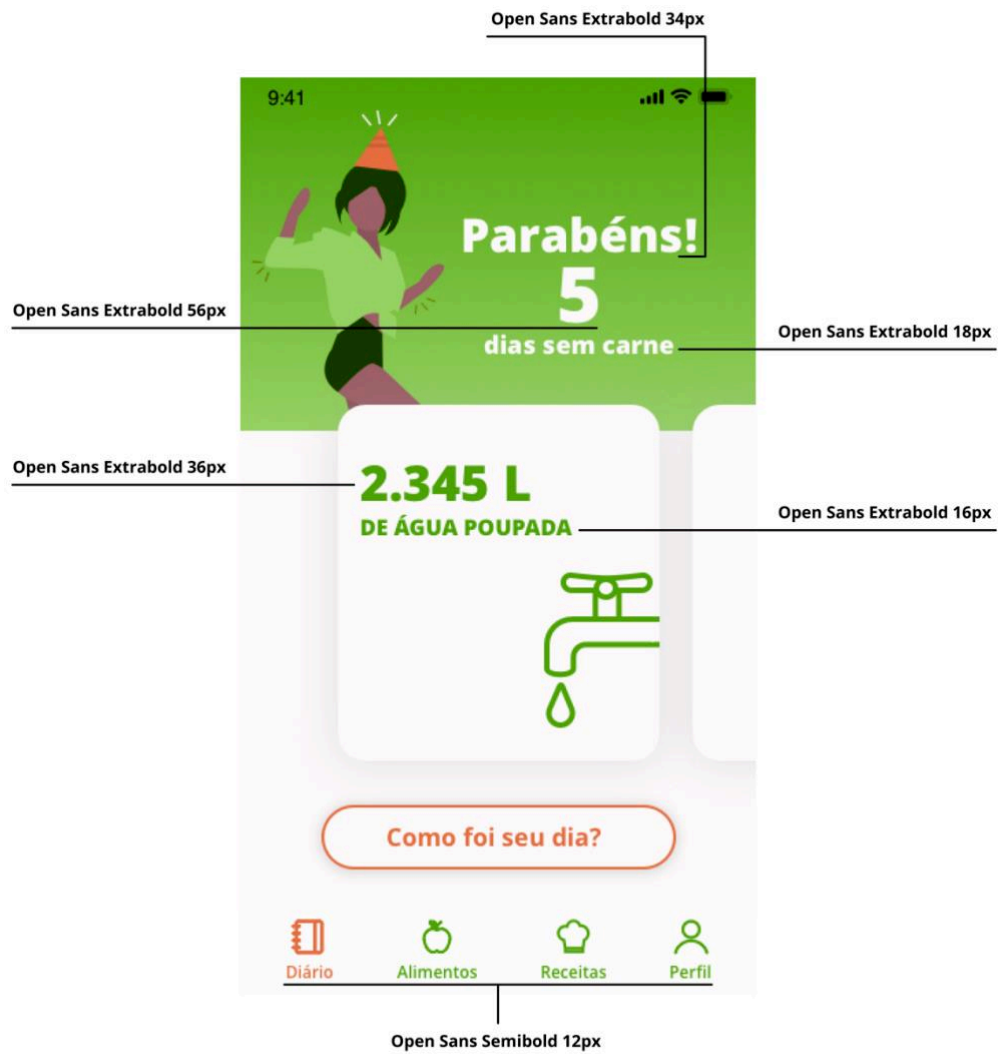 Open Sans Extrabold 34px
9:41
Parabéns!
5
Open Sans Extrabold 56px
dias sem carne
Open Sans Extrabold 18px
Open Sans Extrabold 36px
2.345 L
DE ÁGUA POUPADA
Open Sans Extrabold 16px
Como foi seu dia?
Diário
Alimentos
Receitas
Perfil
Open Sans Semibold 12px